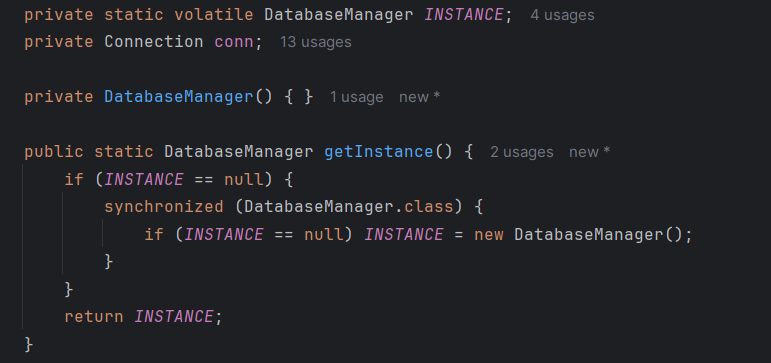 private static volatile DatabaseManager INSTANCE; 4 usages
private Connection conn; 13 usages
private DatabaseManager() { } 1 usage new *
public static DatabaseManager getInstance() { 2 usages new *
if (INSTANCE == null) {
synchronized (DatabaseManager.class) {
if (INSTANCE == null) INSTANCE = new DatabaseManager();
}
}
return INSTANCE;
}